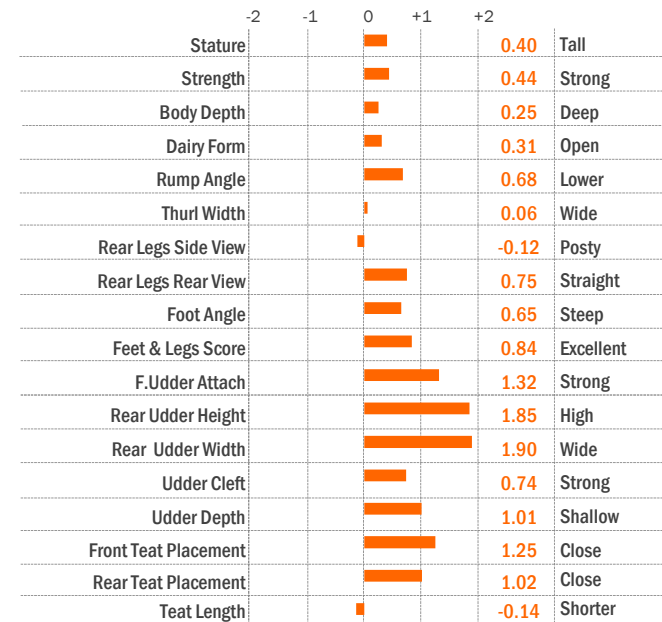 -2 -1 0 +1 +2
Stature 0.40 Tall
Strength 0.44 Strong
Body Depth 0.25 Deep
Dairy Form 0.31 Open
Rump Angle 0.68 Lower
Thurl Width 0.06 Wide
Rear Legs Side View -0.12 Posty
Rear Legs Rear View 0.75 Straight
Foot Angle 0.65 Steep
Feet & Legs Score 0.84 Excellent
F.Udder Attach 1.32 Strong
Rear Udder Height 1.85 High
Rear Udder Width 1.90 Wide
Udder Cleft 0.74 Strong
Udder Depth 1.01 Shallow
Front Teat Placement 1.25 Close
Rear Teat Placement 1.02 Close
Teat Length -0.14 Shorter